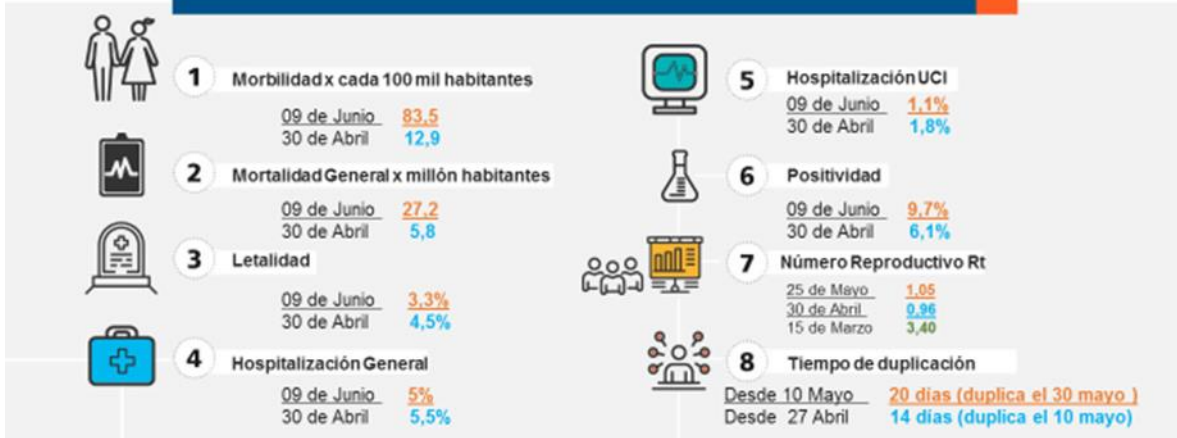 1 Morbilidad x cada 100 mil habitantes
09 de Junio 83,5
30 de Abril 12,9
2 Mortalidad General x millón habitantes
09 de Junio 27,2
30 de Abril 5,8
3 Letalidad
09 de Junio 3,3%
30 de Abril 4,5%
4 Hospitalización General
09 de Junio 5%
30 de Abril 5,5%
5 Hospitalización UCI
09 de Junio 1,1%
30 de Abril 1,8%
6 Positividad
09 de Junio 9,7%
30 de Abril 6,1%
7 Número Reproductivo Rt
25 de Mayo 1,05
30 de Abril 0,96
15 de Marzo 3,40
8 Tiempo de duplicación
Desde 10 Mayo 20 días (duplica el 30 mayo )
Desde 27 Abril 14 días (duplica el 10 mayo)